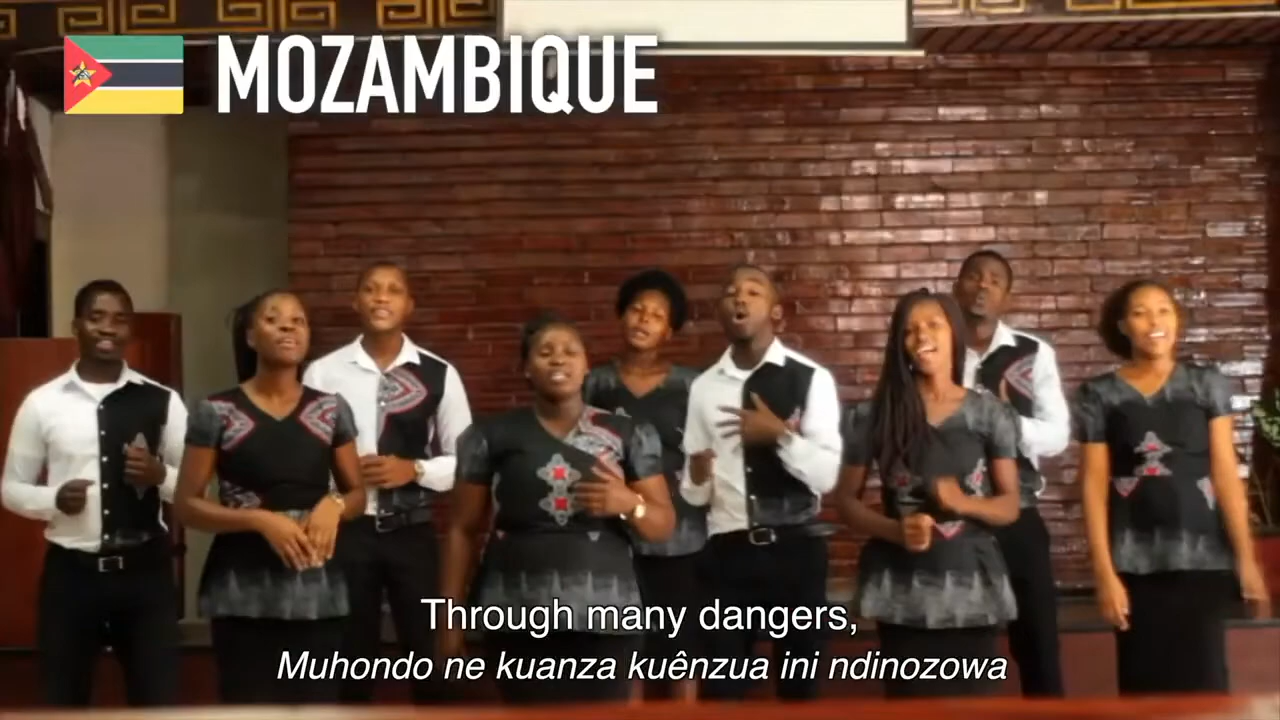 MOZAMBIQUE
Through many dangers,
Muhondo ne kuanza kuênzua ini ndinozowa